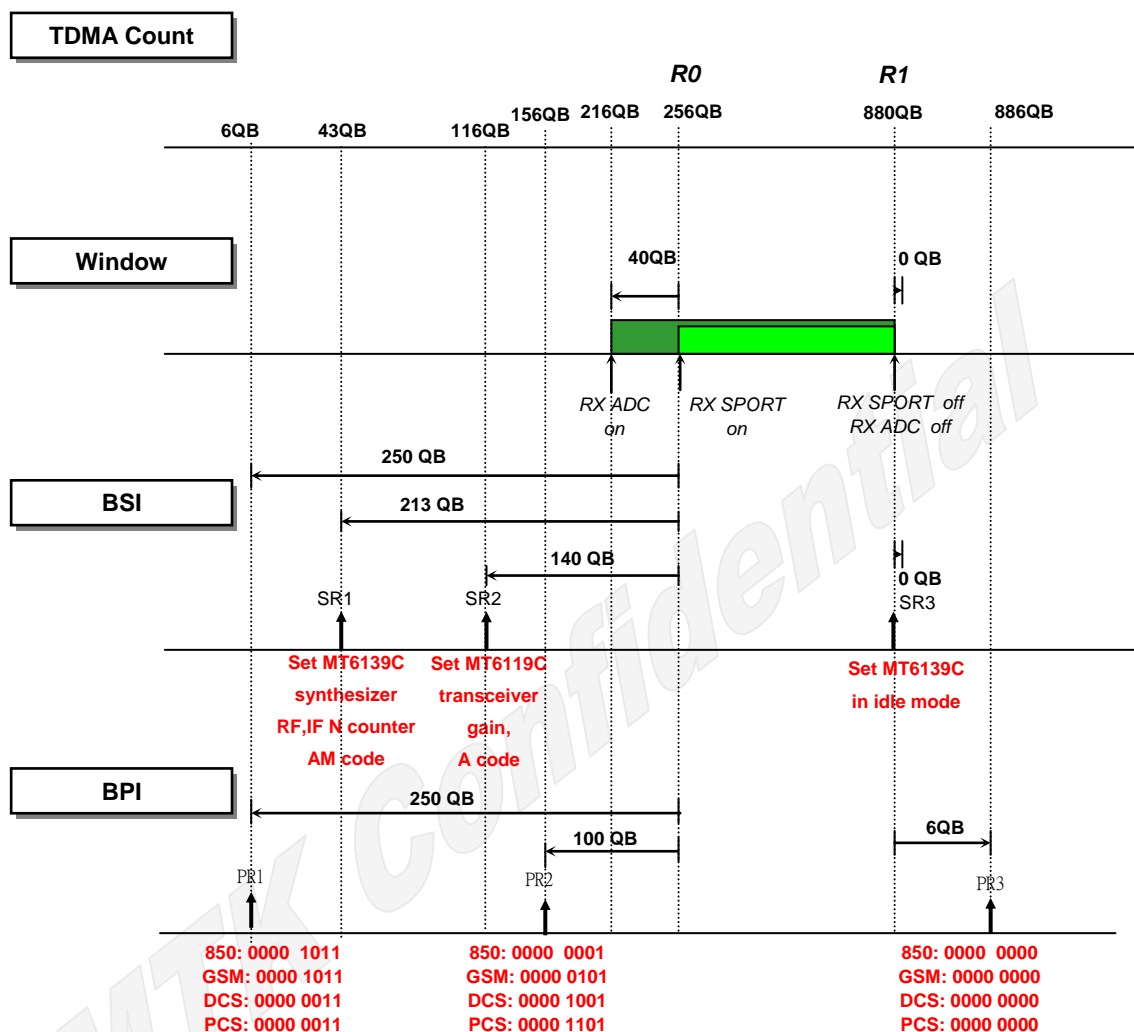 TDMA Count
R0 R1
6QB 43QB 116QB 156QB 216QB 256QB 880QB 886QB
Window
40QB 0 QB
RX ADC on
RX SPORT on
RX SPORT off
RX ADC off
BSI
250 QB
213 QB
140 QB
0 QB
SR1 SR2 SR3
Set MT6139C
synthesizer
RF,IF N counter
AM code
Set MT6119C
transceiver
gain,
A code
Set MT6139C
in idle mode
BPI
250 QB
100 QB
6QB
PR1 PR2 PR3
850: 0000 1011
GSM: 0000 1011
DCS: 0000 0011
PCS: 0000 0011
850: 0000 0001
GSM: 0000 0101
DCS: 0000 1001
PCS: 0000 1101
850: 0000 0000
GSM: 0000 0000
DCS: 0000 0000
PCS: 0000 0000
MTK Confidential